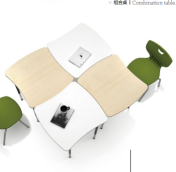 组合桌 | Combination table